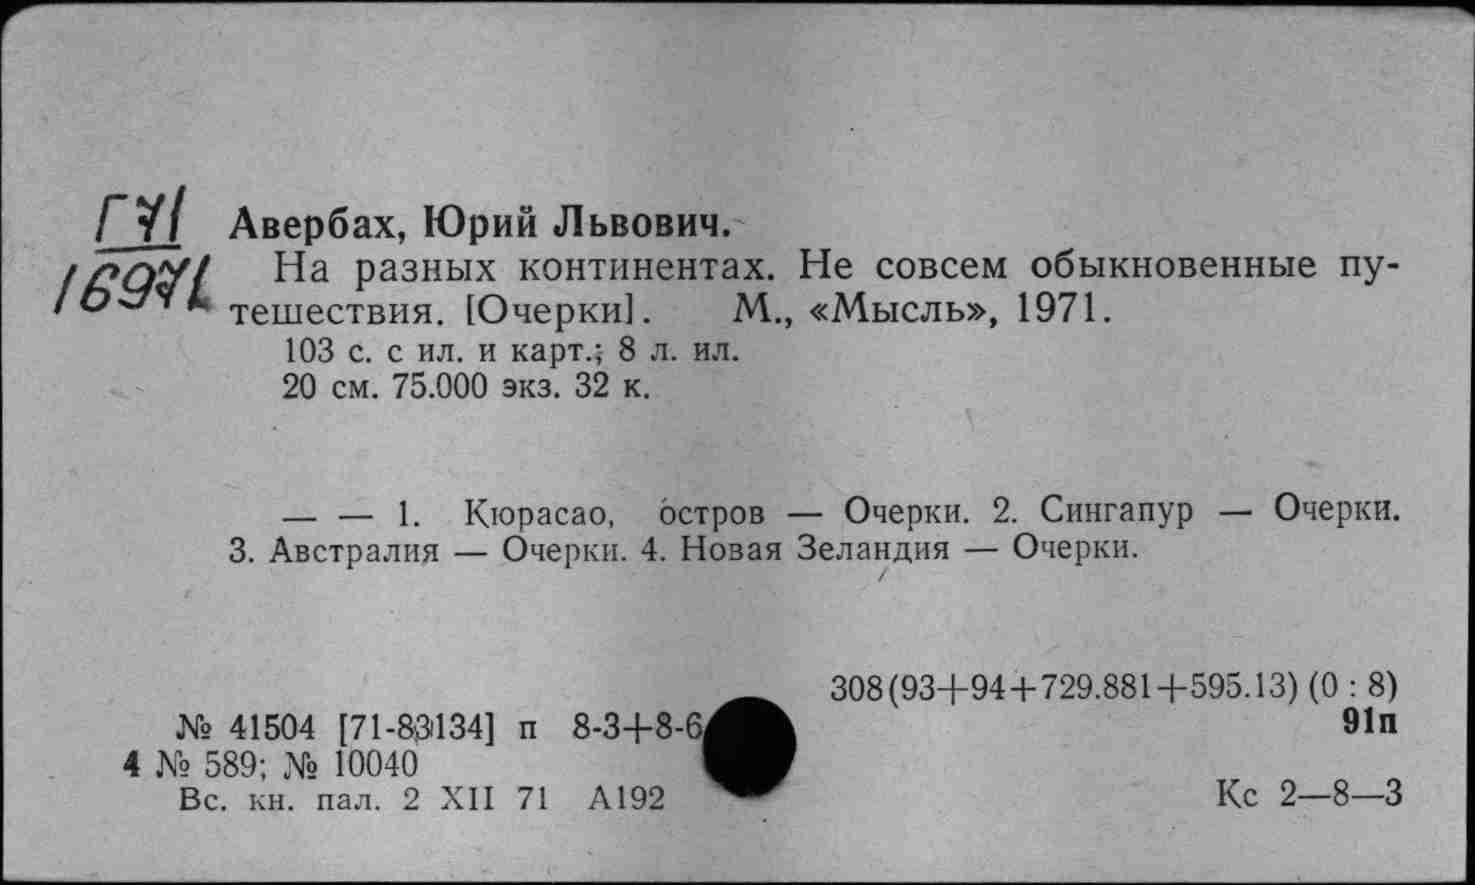 Авербах, Юрий Львович.
На разных континентах. Не совсем обыкновенные пу-
тешествия. [Очерки]. М., «Мысль», 1971.
103 с. с ил. и карт.; 8 л. ил.
20 см. 75.000 экз. 32 к.
— — 1. Кюрасао, остров — Очерки. 2. Сингапур — Очерки.
3. Австралия — Очерки. 4. Новая Зеландия — Очерки.
308(93+94+729.881+595.13) (0 : 8)
№ 41504 [71-83134] п 8-3+8-6 91п
4 № 589; № 10040
Вс. кн. пал. 2 XII 71 А192 Кс 2—8—3